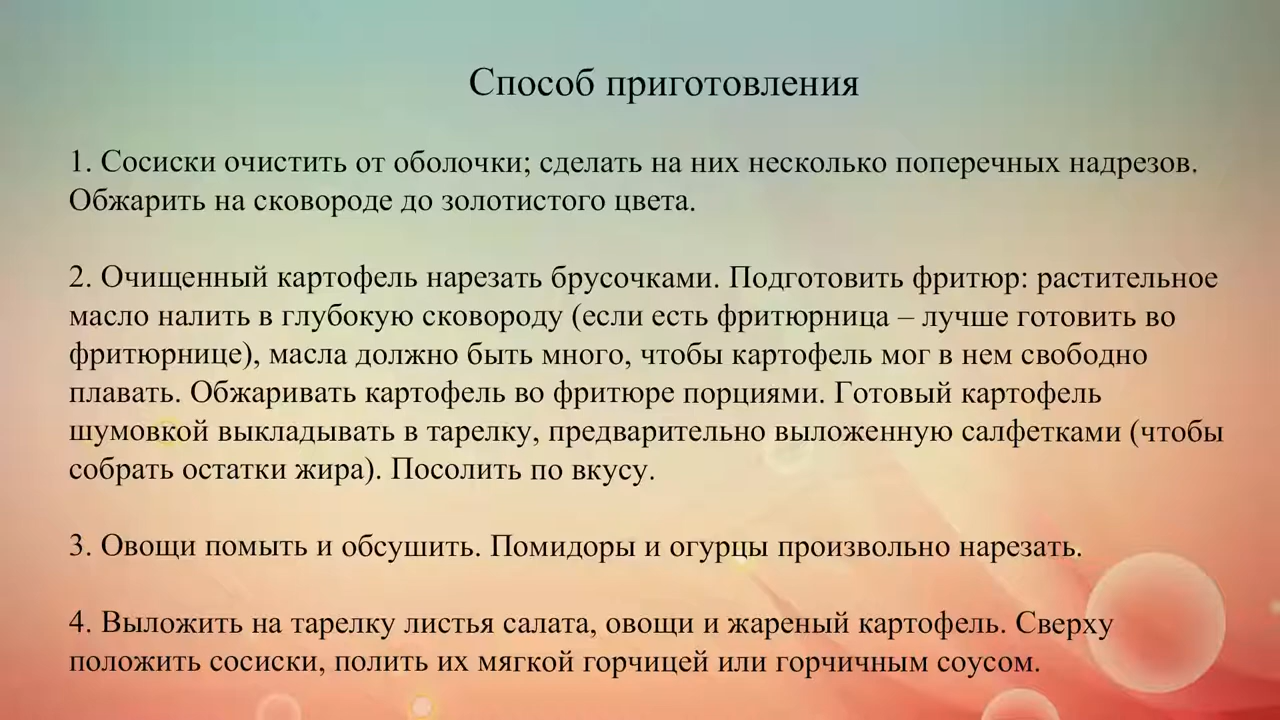 Способ приготовления
1. Сосиски очистить от оболочки; сделать на них несколько поперечных надрезов.
Обжарить на сковороде до золотистого цвета.
2. Очищенный картофель нарезать брусочками. Подготовить фритюр: растительное
масло налить в глубокую сковороду (если есть фритюрница – лучше готовить во
фритюрнице), масла должно быть много, чтобы картофель мог в нем свободно
плавать. Обжаривать картофель во фритюре порциями. Готовый картофель
шумовкой выкладывать в тарелку, предварительно выложенную салфетками (чтобы
собрать остатки жира). Посолить по вкусу.
3. Овощи помыть и обсушить. Помидоры и огурцы произвольно нарезать.
4. Выложить на тарелку листья салата, овощи и жареный картофель. Сверху
положить сосиски, полить их мягкой горчицей или горчичным соусом.